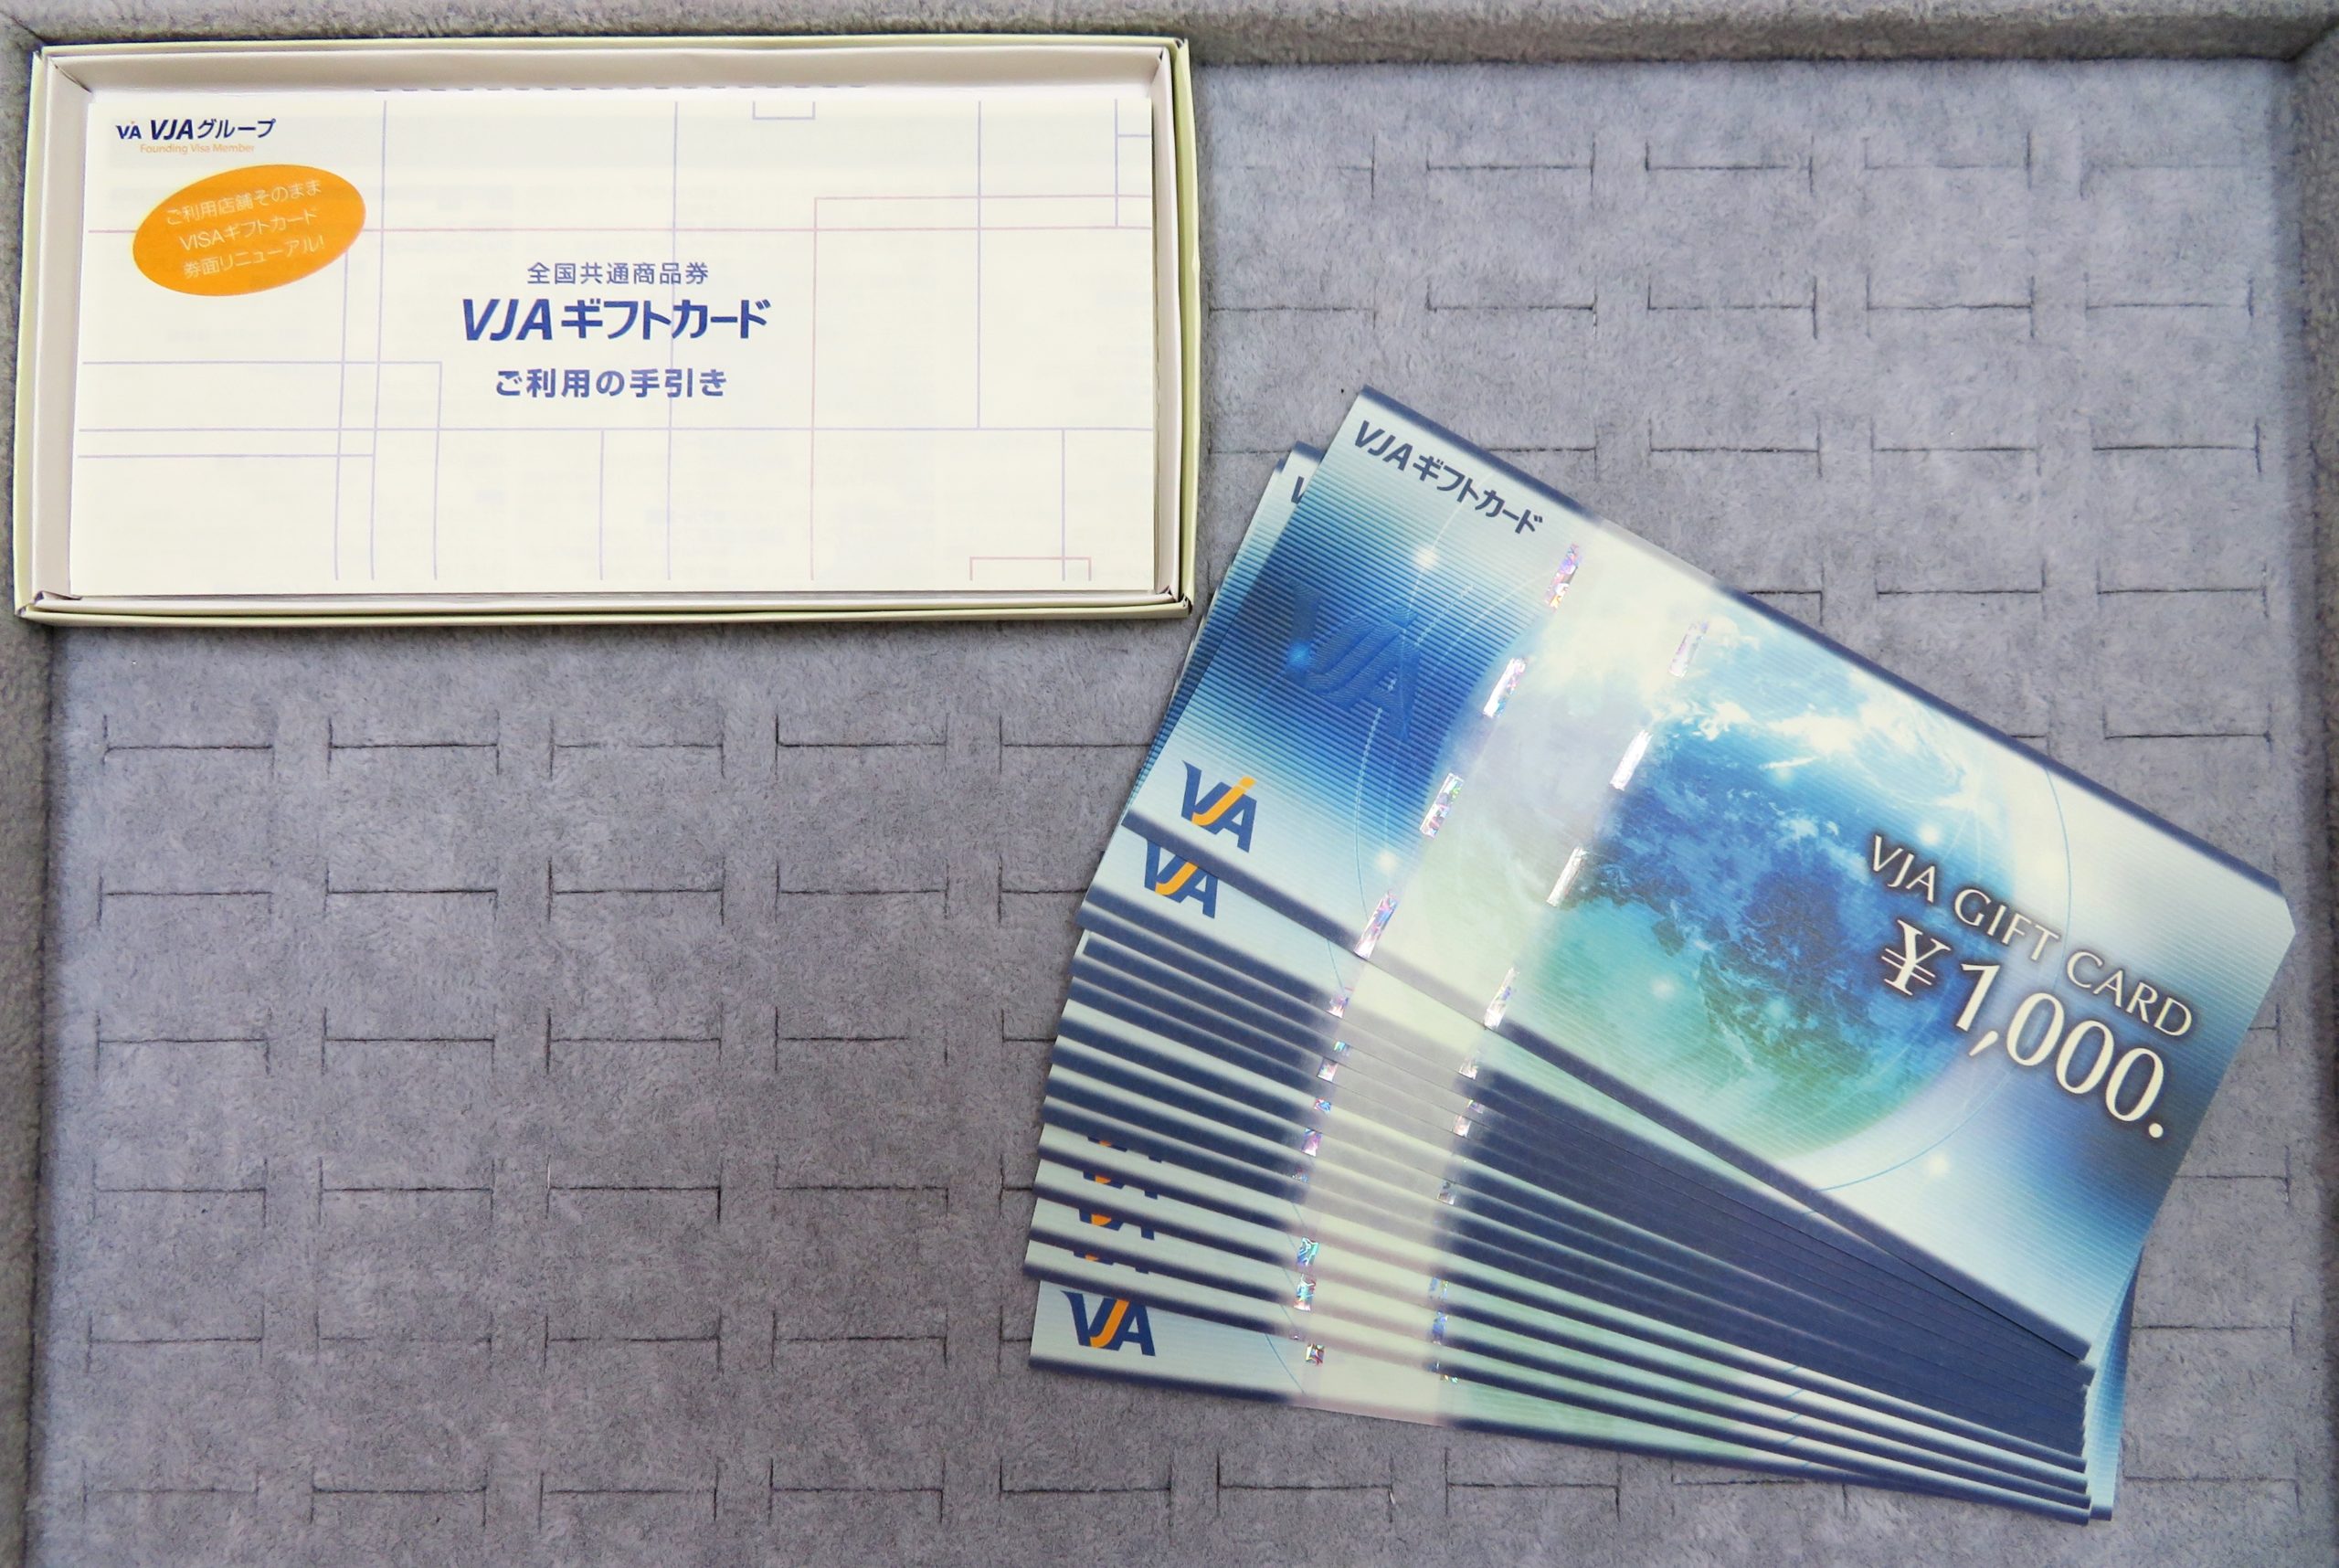 VJA VJAグループ
Founding Visa Member
ご利用店舗そのまま
VISAギフトカード
券面リニューアル!
全国共通商品券
VJAギフトカード
ご利用の手引き
VJAギフトカード
VJA
VJA
VJA GIFT CARD
¥1,000.
VJA
VJA